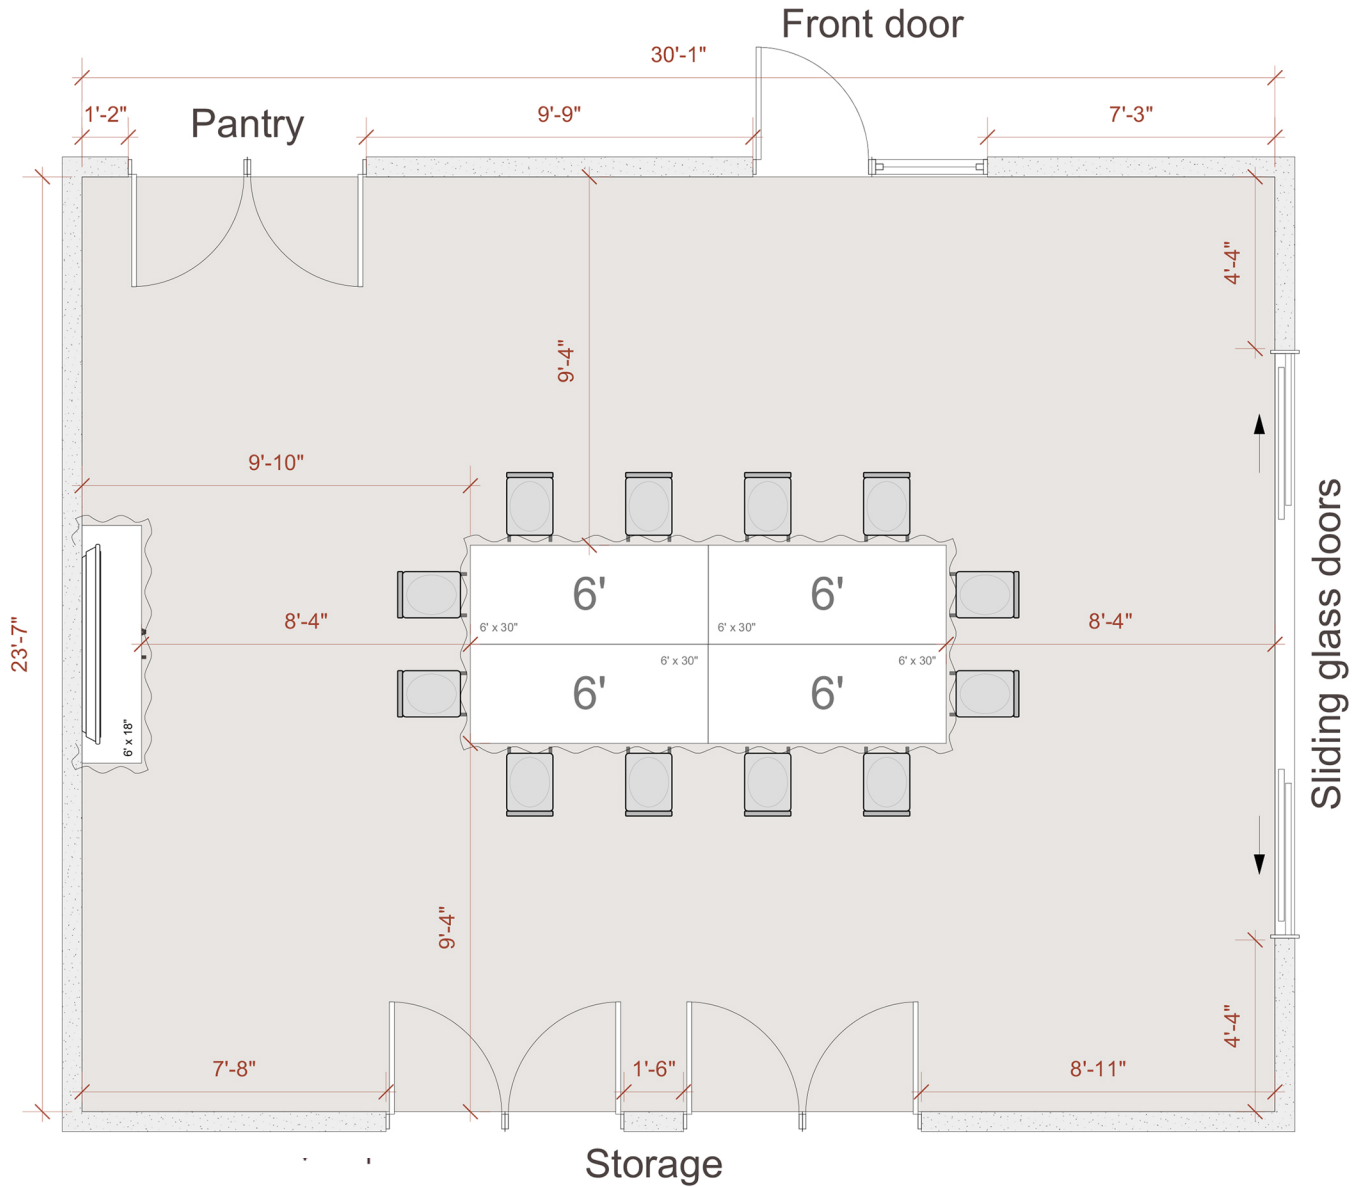 Front door
30'-1"
1'-2"
Pantry
9'-9"
7'-3"
4'-4"
9'-4"
9'-10"
6'
6'
6' x 30"
6' x 30"
8'-4"
8'-4"
23'-7"
6' x 30"
6' x 30"
6'
6'
6' x 18"
Sliding glass doors
9'-4"
4'-4"
7'-8"
1'-6"
8'-11"
Storage